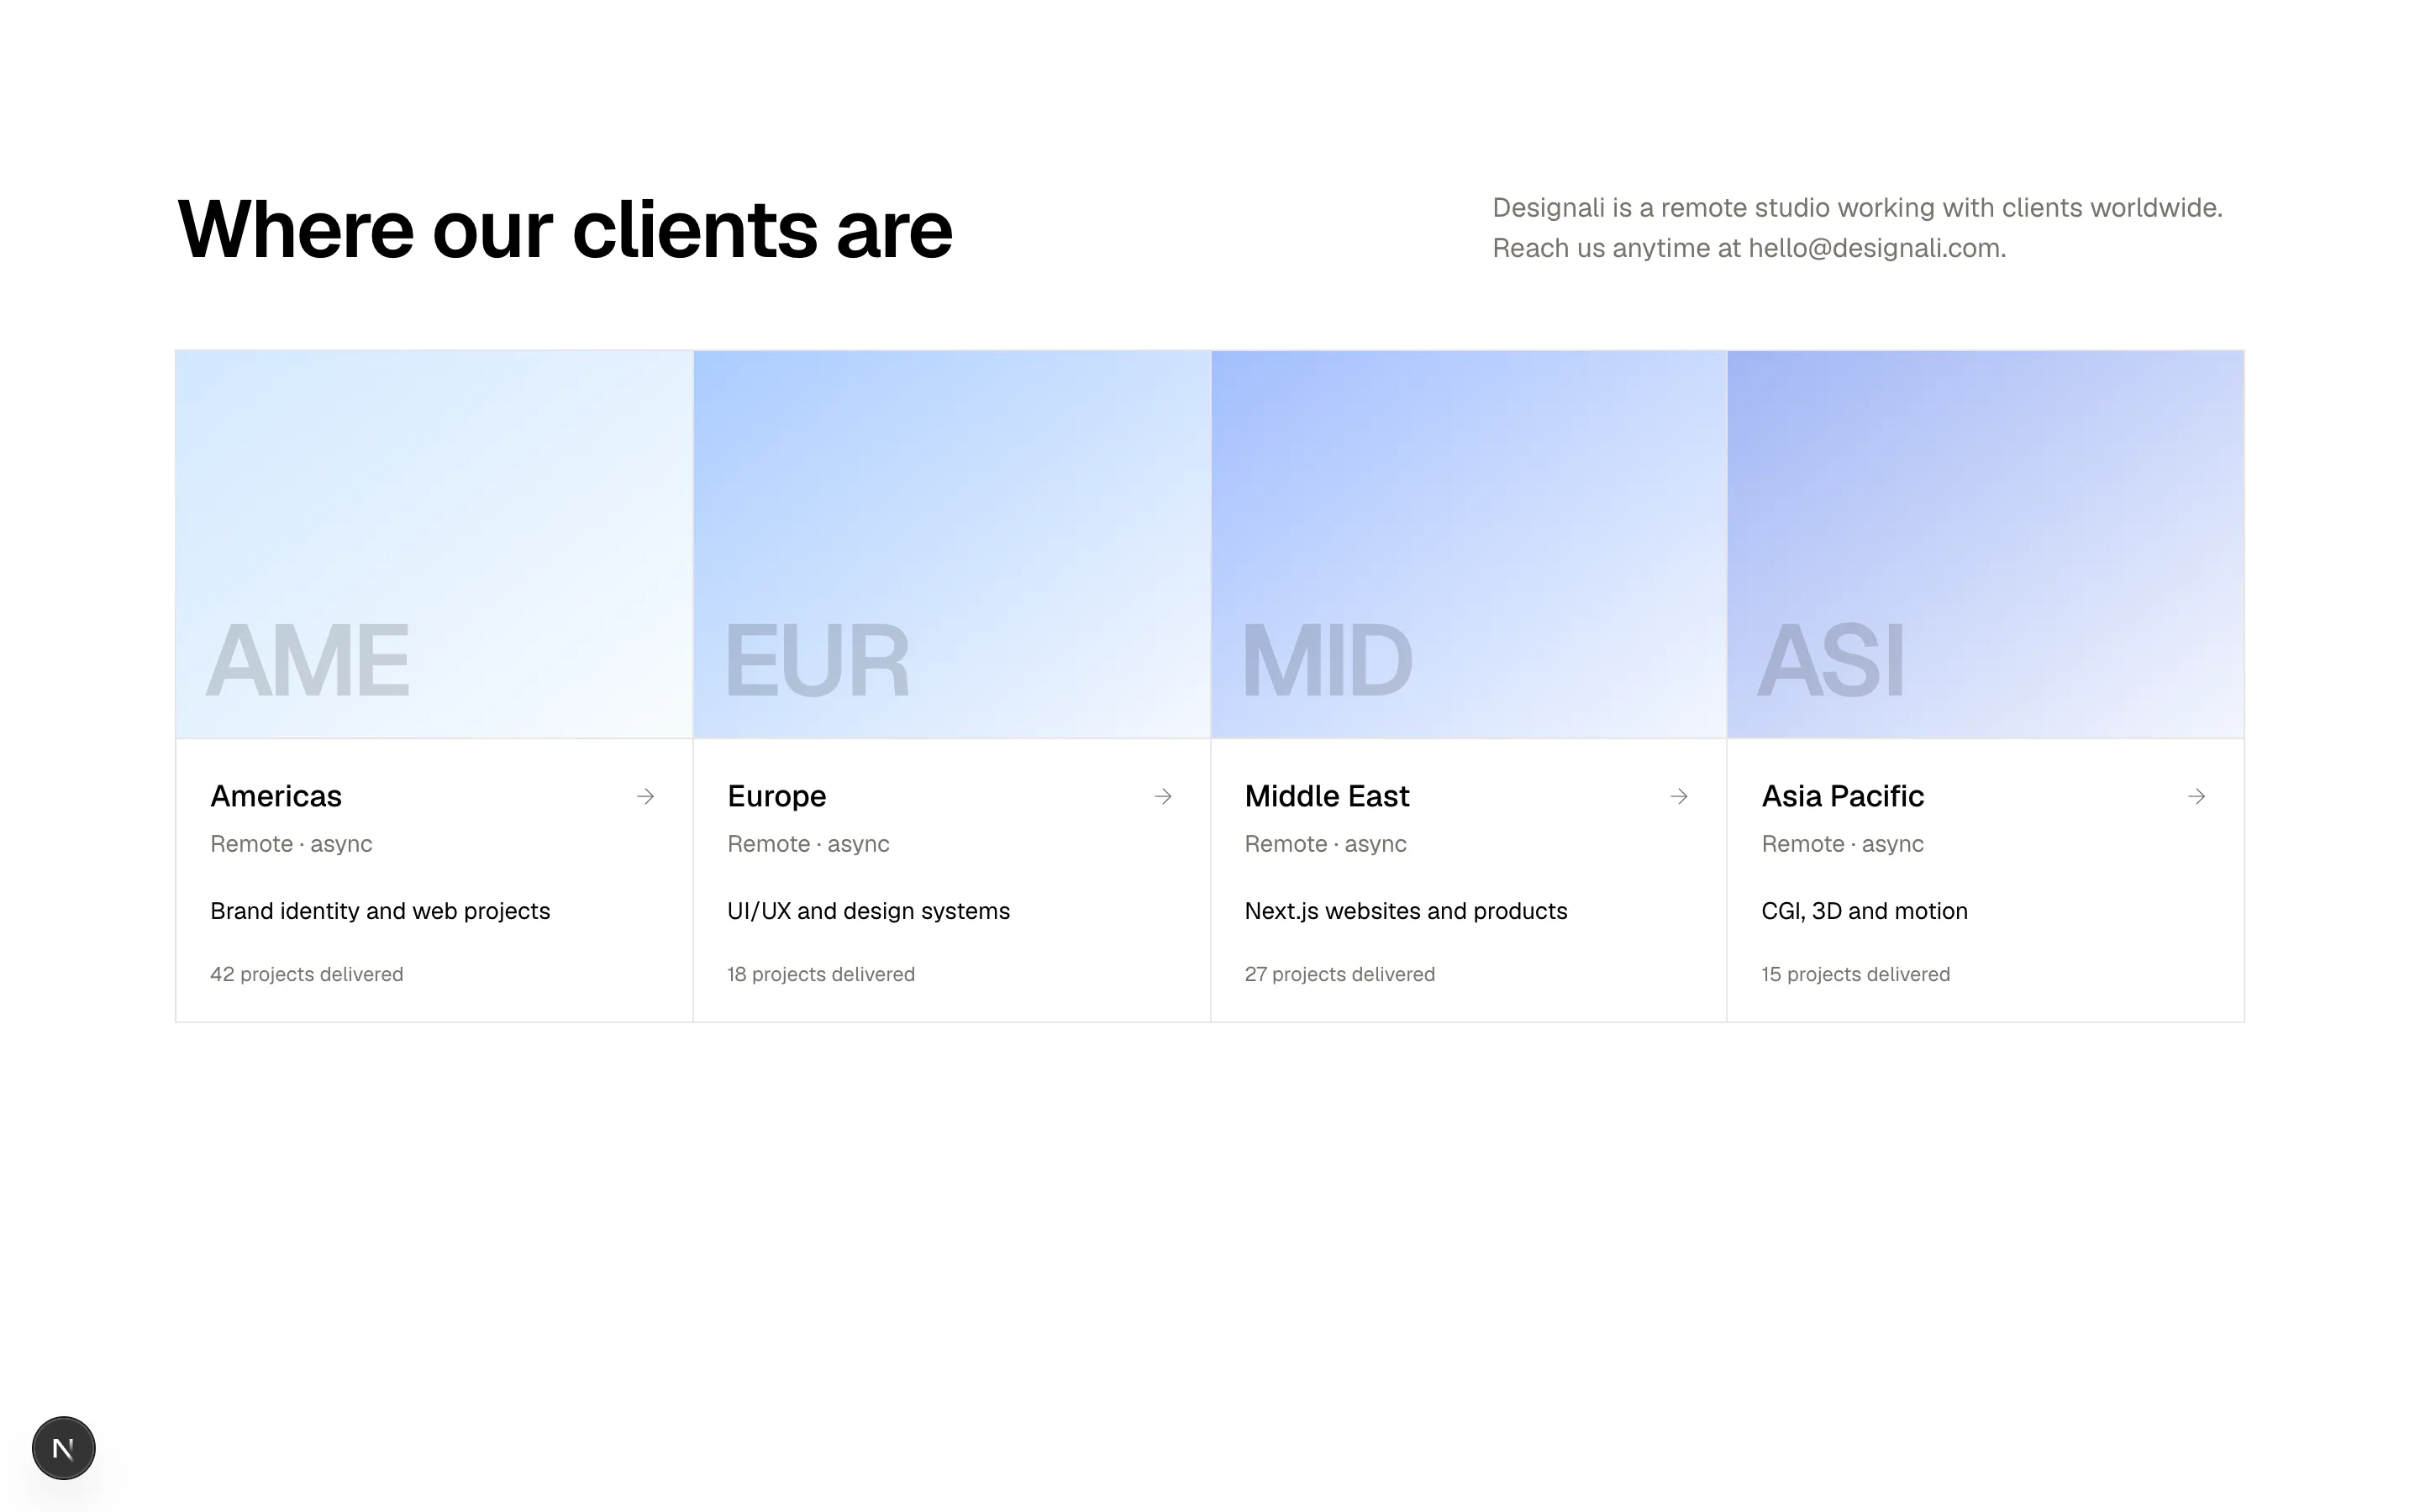 Where our clients are
Designali is a remote studio working with clients worldwide.
Reach us anytime at hello@designali.com.
AME
Americas
Remote · async
Brand identity and web projects
42 projects delivered
EUR
Europe
Remote · async
UI/UX and design systems
18 projects delivered
MID
Middle East
Remote · async
Next.js websites and products
27 projects delivered
ASI
Asia Pacific
Remote · async
CGI, 3D and motion
15 projects delivered
N